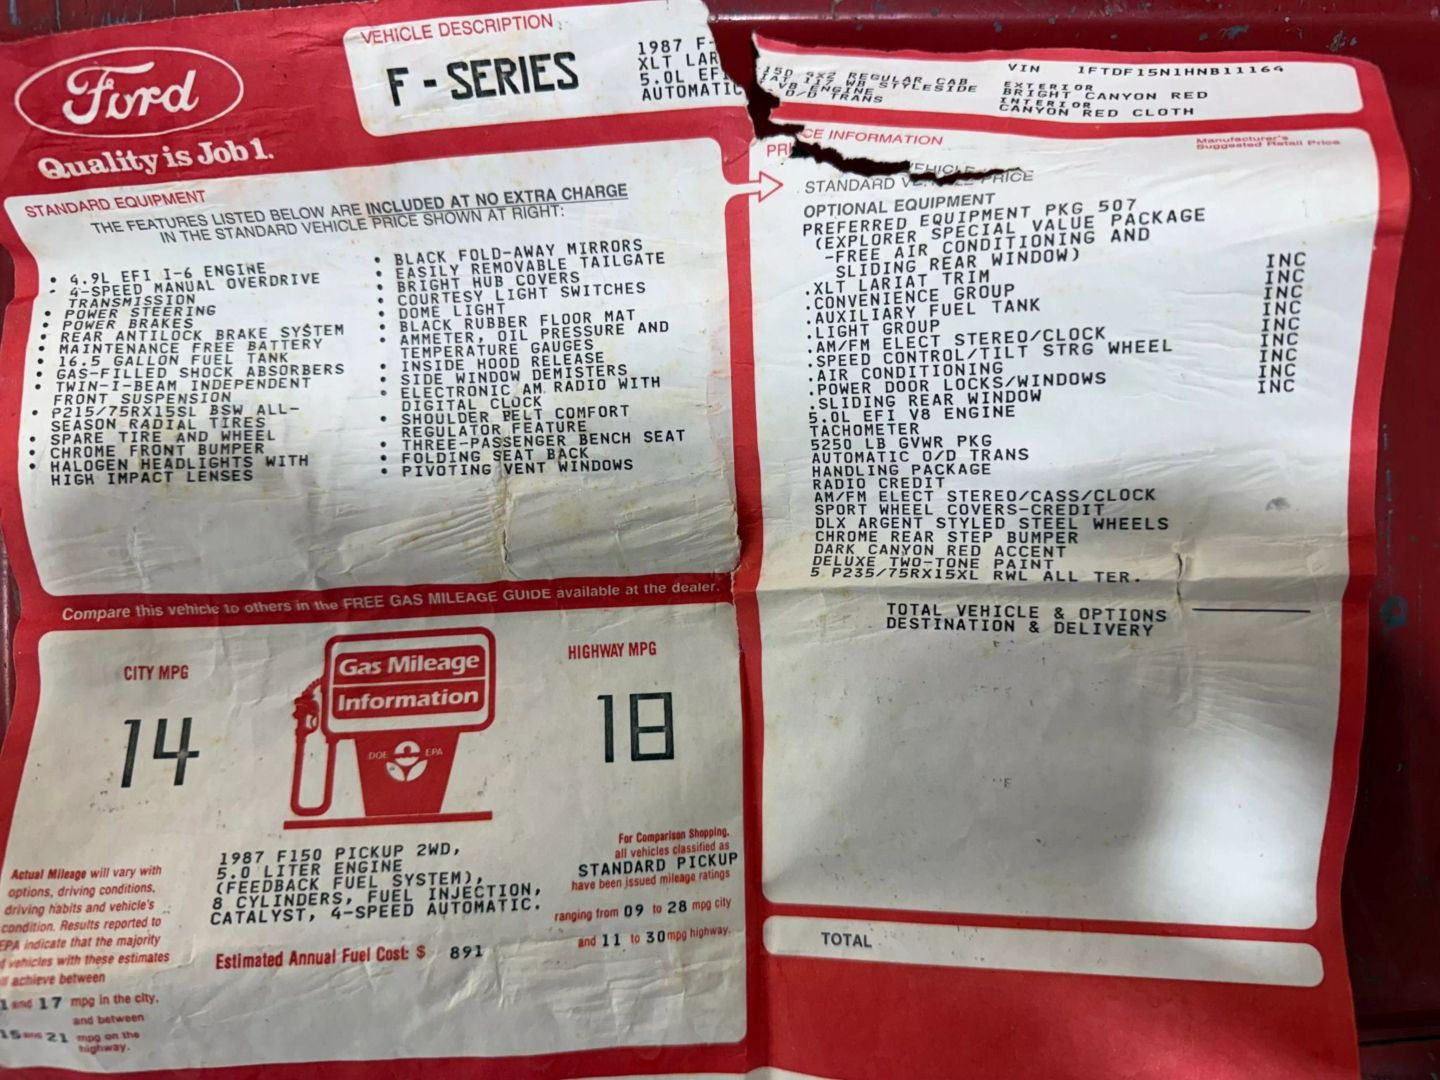 Ford
Quality is Job 1.
VEHICLE DESCRIPTION
F - SERIES
1987 F-
XLT LAR
5.0L EFI
AUTOMATIC
150 4X2 REGULAR CAB
117 WB STYLESIDE
V8 ENGINE
O/D TRANS
VIN 1FTDF15N1HNB11164
EXTERIOR
BRIGHT CANYON RED
INTERIOR
CANYON RED CLOTH
STANDARD EQUIPMENT
THE FEATURES LISTED BELOW ARE INCLUDED AT NO EXTRA CHARGE
IN THE STANDARD VEHICLE PRICE SHOWN AT RIGHT:
• 4.9L EFI I-6 ENGINE
• 4-SPEED MANUAL OVERDRIVE
TRANSMISSION
• POWER STEERING
• POWER BRAKES
• REAR ANTILOCK BRAKE SYSTEM
• MAINTENANCE FREE BATTERY
• 16.5 GALLON FUEL TANK
• GAS-FILLED SHOCK ABSORBERS
• TWIN-I-BEAM INDEPENDENT
FRONT SUSPENSION
• P215/75RX15SL BSW ALL-
SEASON RADIAL TIRES
• SPARE TIRE AND WHEEL
• CHROME FRONT BUMPER
• HALOGEN HEADLIGHTS WITH
HIGH IMPACT LENSES
• BLACK FOLD-AWAY MIRRORS
• EASILY REMOVABLE TAILGATE
• BRIGHT HUB COVERS
• COURTESY LIGHT SWITCHES
• DOME LIGHT
• BLACK RUBBER FLOOR MAT
• AMMETER, OIL PRESSURE AND
TEMPERATURE GAUGES
• INSIDE HOOD RELEASE
• SIDE WINDOW DEMISTERS
• ELECTRONIC AM RADIO WITH
DIGITAL CLOCK
• SHOULDER BELT COMFORT
REGULATOR FEATURE
• THREE-PASSENGER BENCH SEAT
• FOLDING SEAT BACK
• PIVOTING VENT WINDOWS
PRICE INFORMATION
Manufacturer's
Suggested Retail Price
STANDARD VEHICLE PRICE
OPTIONAL EQUIPMENT
PREFERRED EQUIPMENT PKG 507
(EXPLORER SPECIAL VALUE PACKAGE
-FREE AIR CONDITIONING AND
SLIDING REAR WINDOW)
.XLT LARIAT TRIM INC
.CONVENIENCE GROUP INC
.AUXILIARY FUEL TANK INC
.LIGHT GROUP INC
.AM/FM ELECT STEREO/CLOCK INC
.SPEED CONTROL/TILT STRG WHEEL INC
.AIR CONDITIONING INC
.POWER DOOR LOCKS/WINDOWS INC
.SLIDING REAR WINDOW INC
5.0L EFI V8 ENGINE
TACHOMETER
5250 LB GVWR PKG
AUTOMATIC O/D TRANS
HANDLING PACKAGE
RADIO CREDIT
AM/FM ELECT STEREO/CASS/CLOCK
SPORT WHEEL COVERS-CREDIT
DLX ARGENT STYLED STEEL WHEELS
CHROME REAR STEP BUMPER
DARK CANYON RED ACCENT
DELUXE TWO-TONE PAINT
5 P235/75RX15XL RWL ALL TER.
TOTAL VEHICLE & OPTIONS
DESTINATION & DELIVERY
TOTAL
Compare this vehicle to others in the FREE GAS MILEAGE GUIDE available at the dealer.
CITY MPG
14
Gas Mileage
Information
DOE EPA
HIGHWAY MPG
18
Actual Mileage will vary with
options, driving conditions,
driving habits and vehicle's
condition. Results reported to
EPA indicate that the majority
vehicles with these estimates
achieve between
and 17 mpg in the city.
and between
15 and 21 mpg on the
highway.
1987 F150 PICKUP 2WD,
5.0 LITER ENGINE
(FEEDBACK FUEL SYSTEM),
8 CYLINDERS, FUEL INJECTION,
CATALYST, 4-SPEED AUTOMATIC.
Estimated Annual Fuel Cost: $ 891
For Comparison Shopping,
all vehicles classified as
STANDARD PICKUP
have been issued mileage ratings
ranging from 09 to 28 mpg city
and 11 to 30 mpg highway.